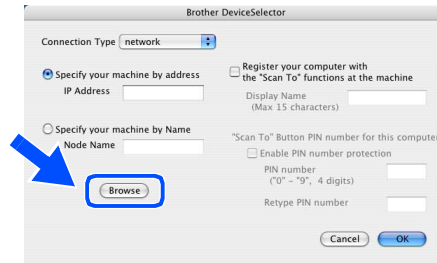 Brother DeviceSelector
Connection Type network
Specify your machine by address
IP Address
Specify your machine by Name
Node Name
Browse
Register your computer with
the "Scan To" functions at the machine
Display Name
(Max 15 characters)
"Scan To" Button PIN number for this compute
Enable PIN number protection
PIN number
("0" – "9", 4 digits)
Retype PIN number
Cancel OK